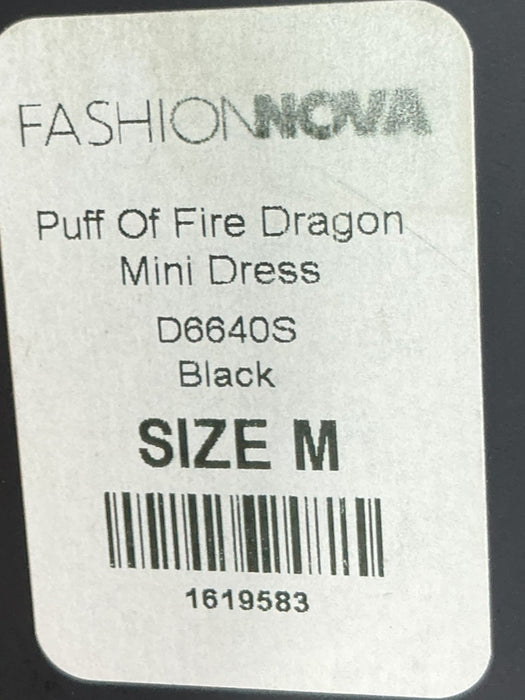 FASHIONNOVA
Puff Of Fire Dragon
Mini Dress
D6640S
Black
SIZE M
1619583